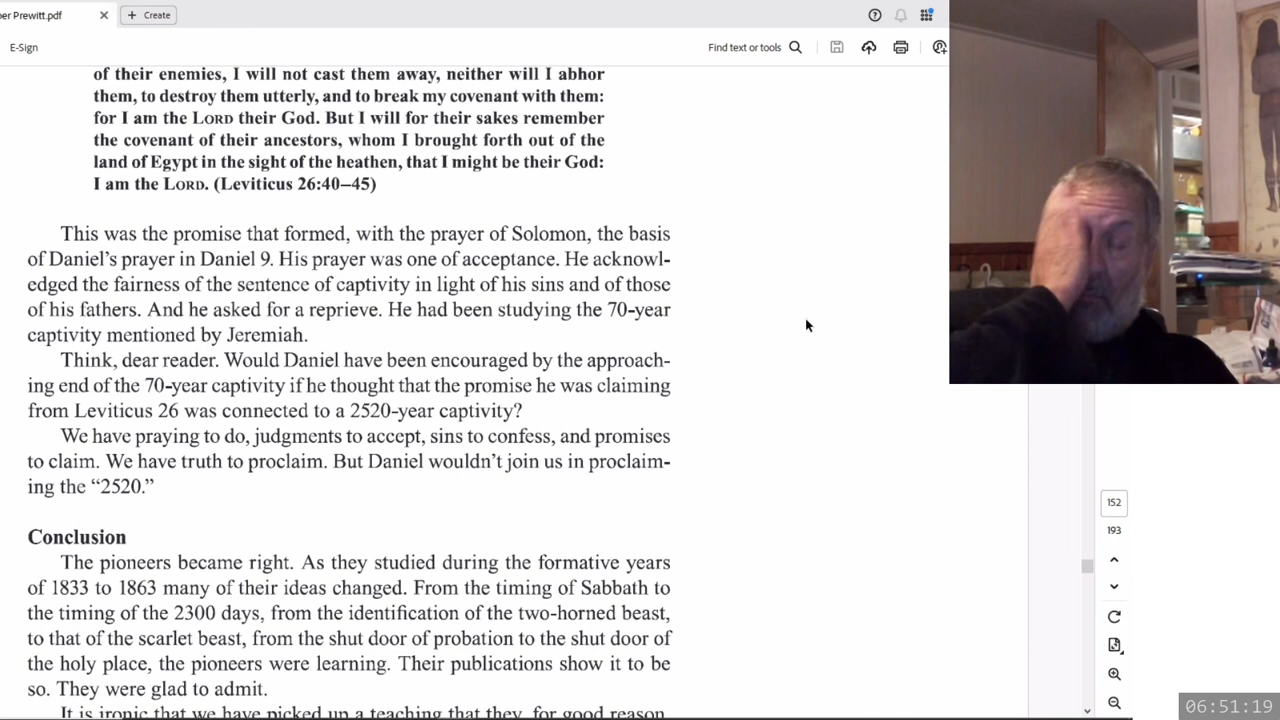 er Prewitt.pdf
Create
E-Sign
Find text or tools
of their enemies, I will not cast them away, neither will I abhor
them, to destroy them utterly, and to break my covenant with them:
for I am the LORD their God. But I will for their sakes remember
the covenant of their ancestors, whom I brought forth out of the
land of Egypt in the sight of the heathen, that I might be their God:
I am the LORD. (Leviticus 26:40–45)
This was the promise that formed, with the prayer of Solomon, the basis
of Daniel’s prayer in Daniel 9. His prayer was one of acceptance. He acknowl-
edged the fairness of the sentence of captivity in light of his sins and of those
of his fathers. And he asked for a reprieve. He had been studying the 70-year
captivity mentioned by Jeremiah.
Think, dear reader. Would Daniel have been encouraged by the approach-
ing end of the 70-year captivity if he thought that the promise he was claiming
from Leviticus 26 was connected to a 2520-year captivity?
We have praying to do, judgments to accept, sins to confess, and promises
to claim. We have truth to proclaim. But Daniel wouldn’t join us in proclaim-
ing the “2520.”
Conclusion
The pioneers became right. As they studied during the formative years
of 1833 to 1863 many of their ideas changed. From the timing of Sabbath to
the timing of the 2300 days, from the identification of the two-horned beast,
to that of the scarlet beast, from the shut door of probation to the shut door of
the holy place, the pioneers were learning. Their publications show it to be
so. They were glad to admit.
It is ironic that we have picked up a teaching that they, for good reason,
152
193
06:51:19